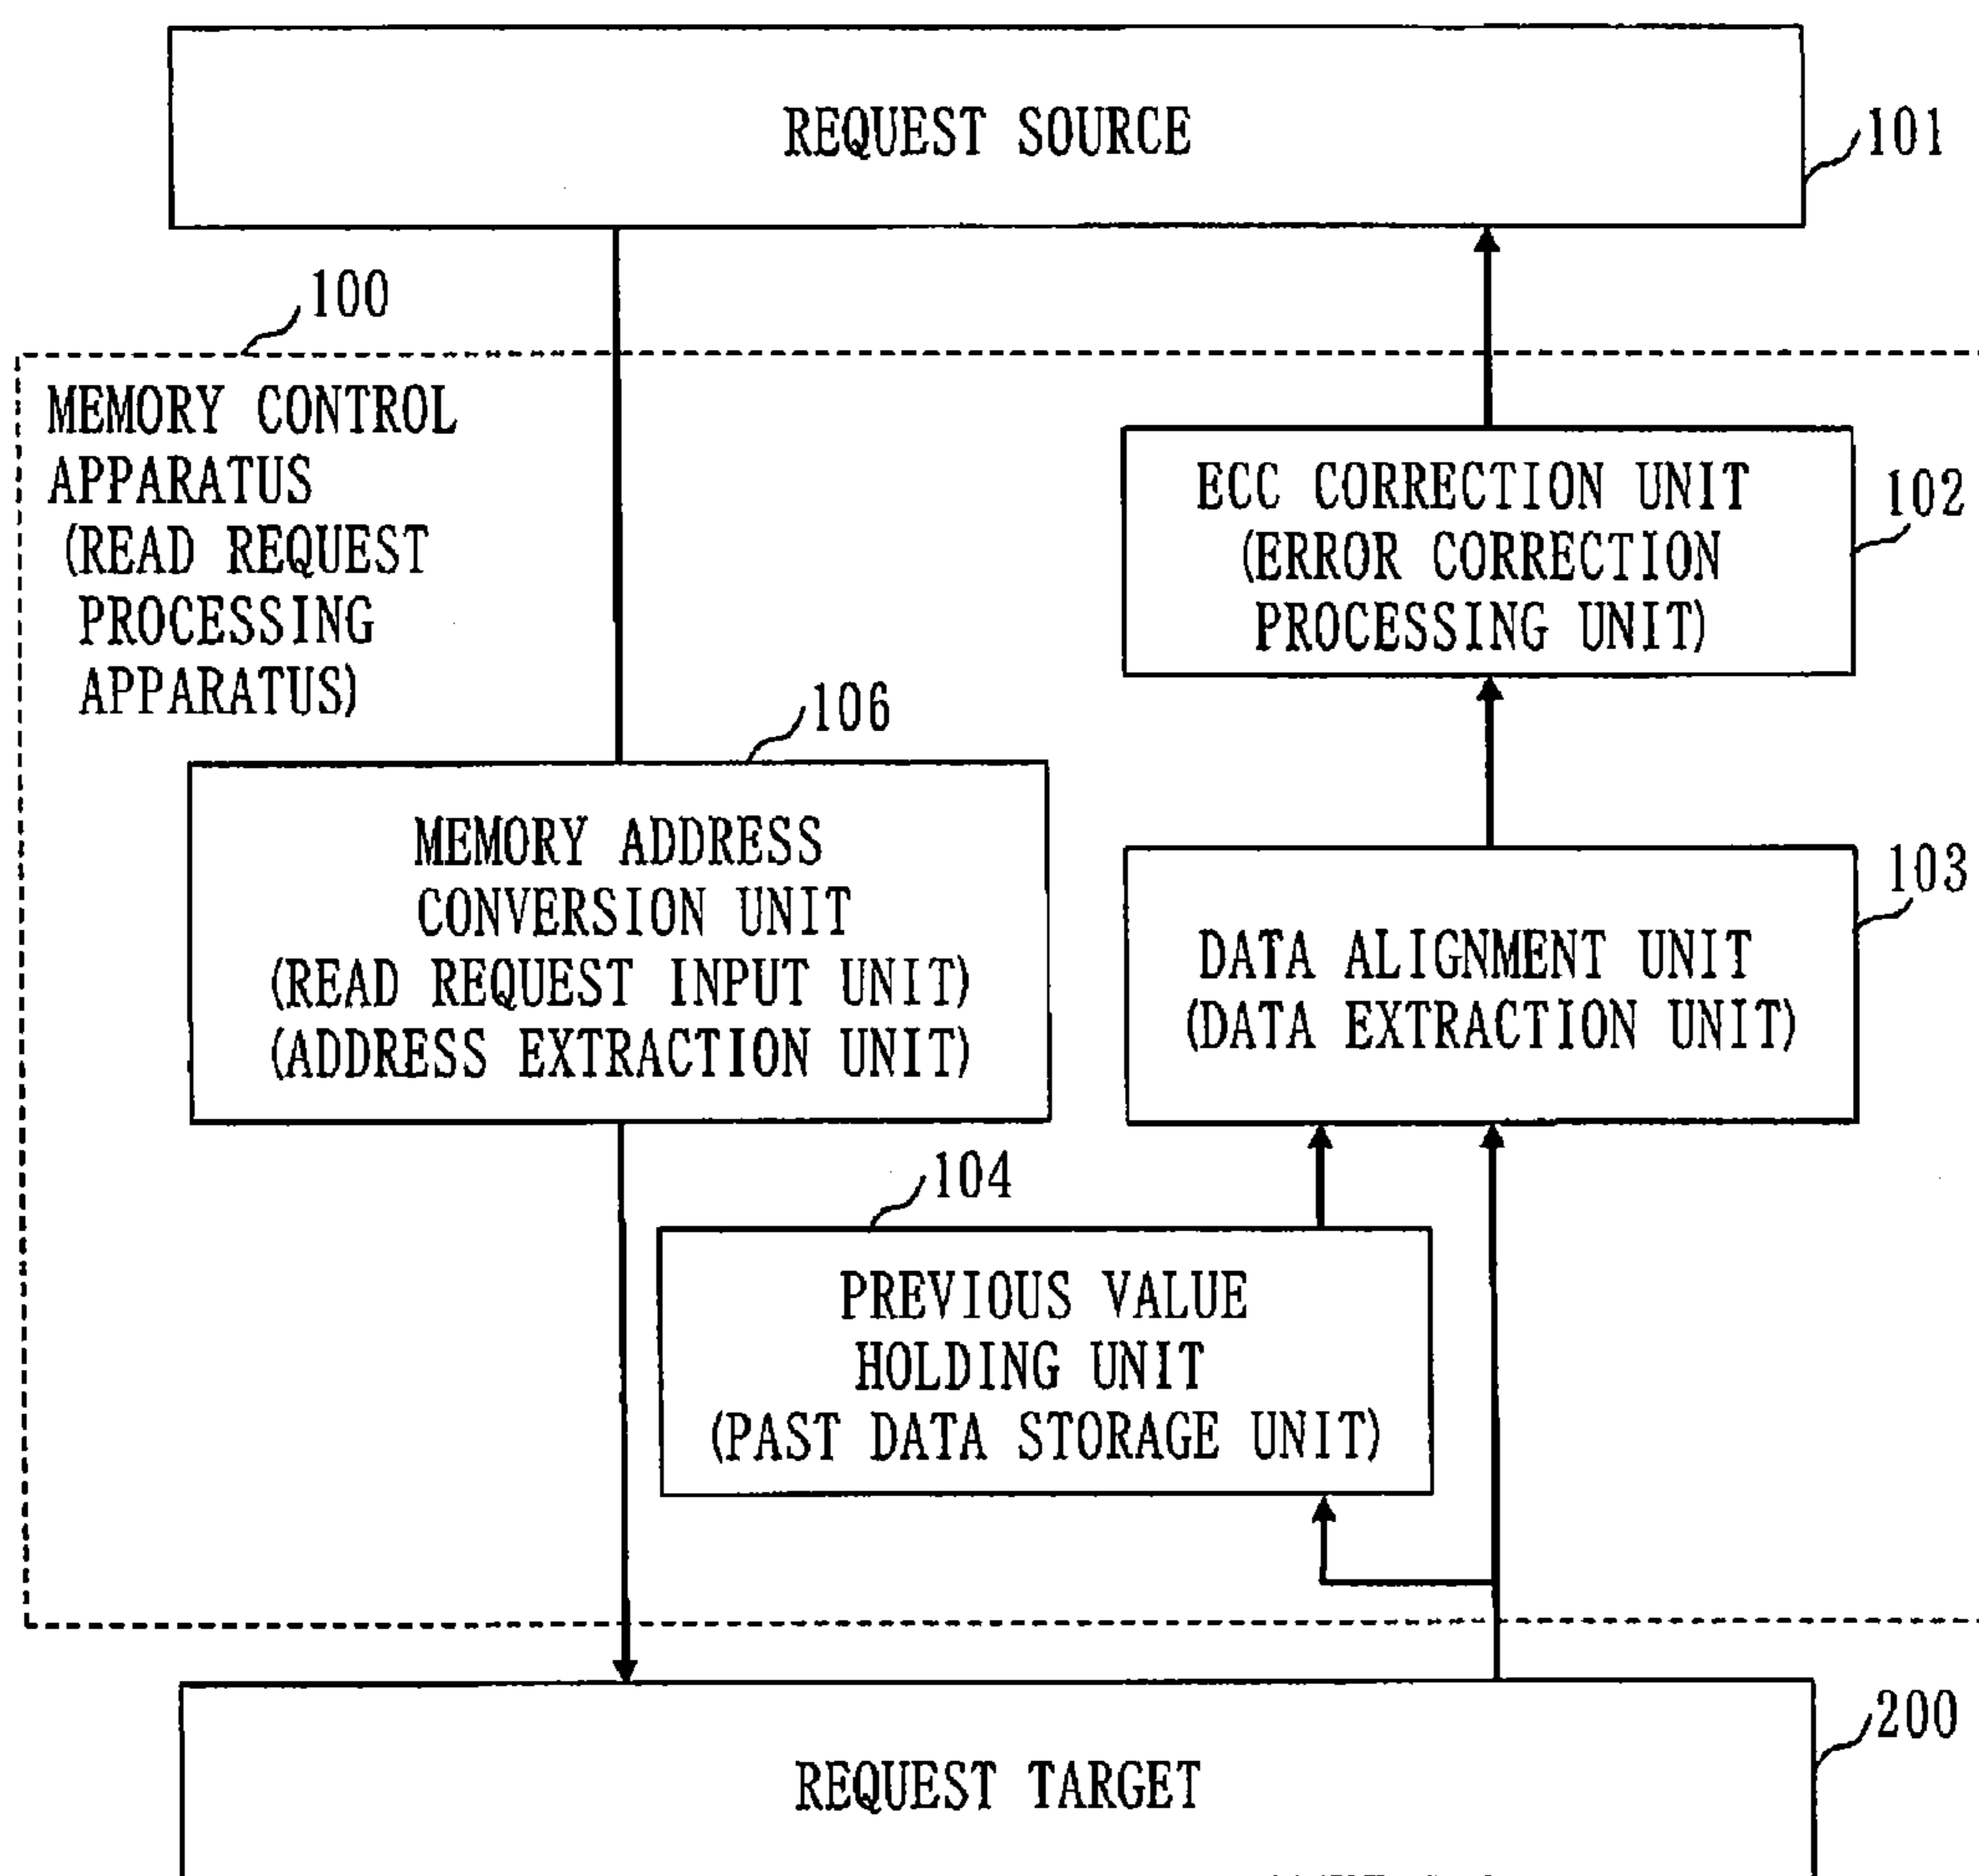 REQUEST SOURCE
101
100
MEMORY CONTROL
APPARATUS
(READ REQUEST
PROCESSING
APPARATUS)
ECC CORRECTION UNIT
(ERROR CORRECTION
PROCESSING UNIT)
102
106
MEMORY ADDRESS
CONVERSION UNIT
(READ REQUEST INPUT UNIT)
(ADDRESS EXTRACTION UNIT)
103
DATA ALIGNMENT UNIT
(DATA EXTRACTION UNIT)
104
PREVIOUS VALUE
HOLDING UNIT
(PAST DATA STORAGE UNIT)
200
REQUEST TARGET